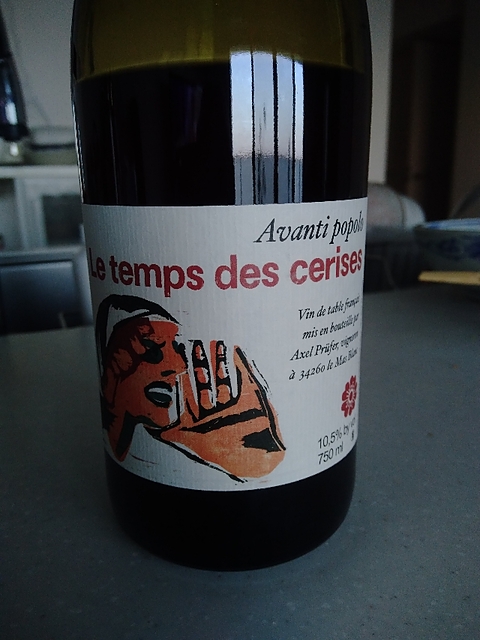 Avanti popolo
Le temps des cerises
Vin de table français
mis en bouteille par
Axel Prüfer, vigneron
à 34260 le Mas Blanc
10,5% by vol
750 ml